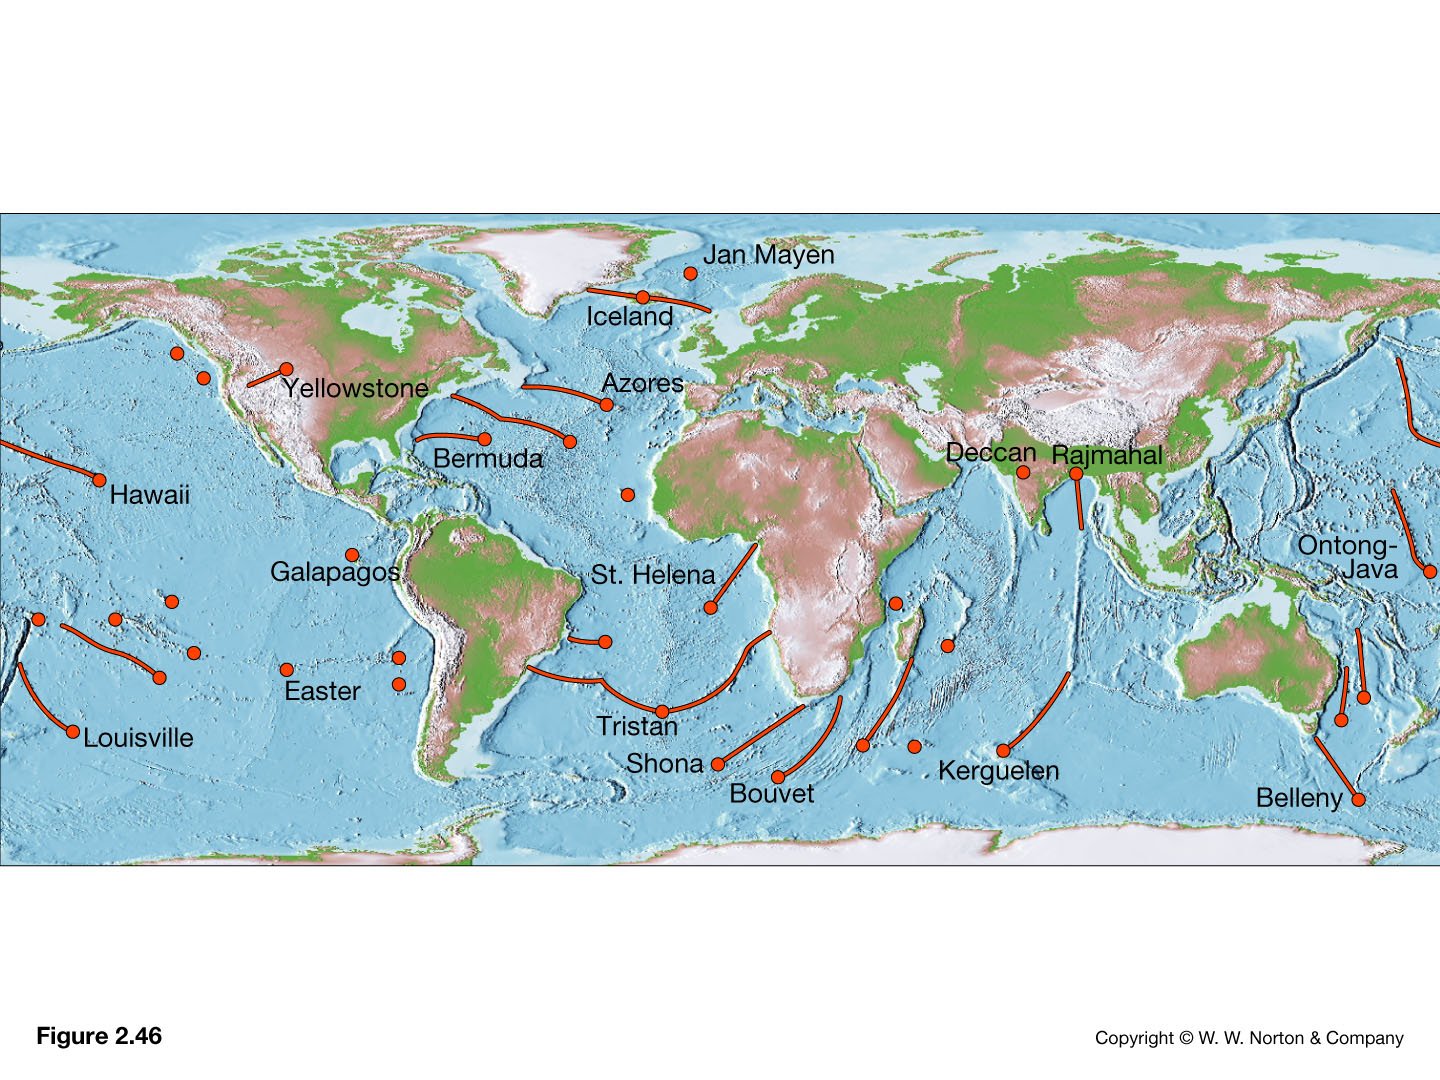 Jan Mayen
Iceland
Yellowstone
Azores
Bermuda
Deccan
Rajmahal
Hawaii
Ontong-
Java
Galapagos
St. Helena
Easter
Tristan
Louisville
Shona
Kerguelen
Bouvet
Belleny
Figure 2.46
Copyright © W. W. Norton & Company